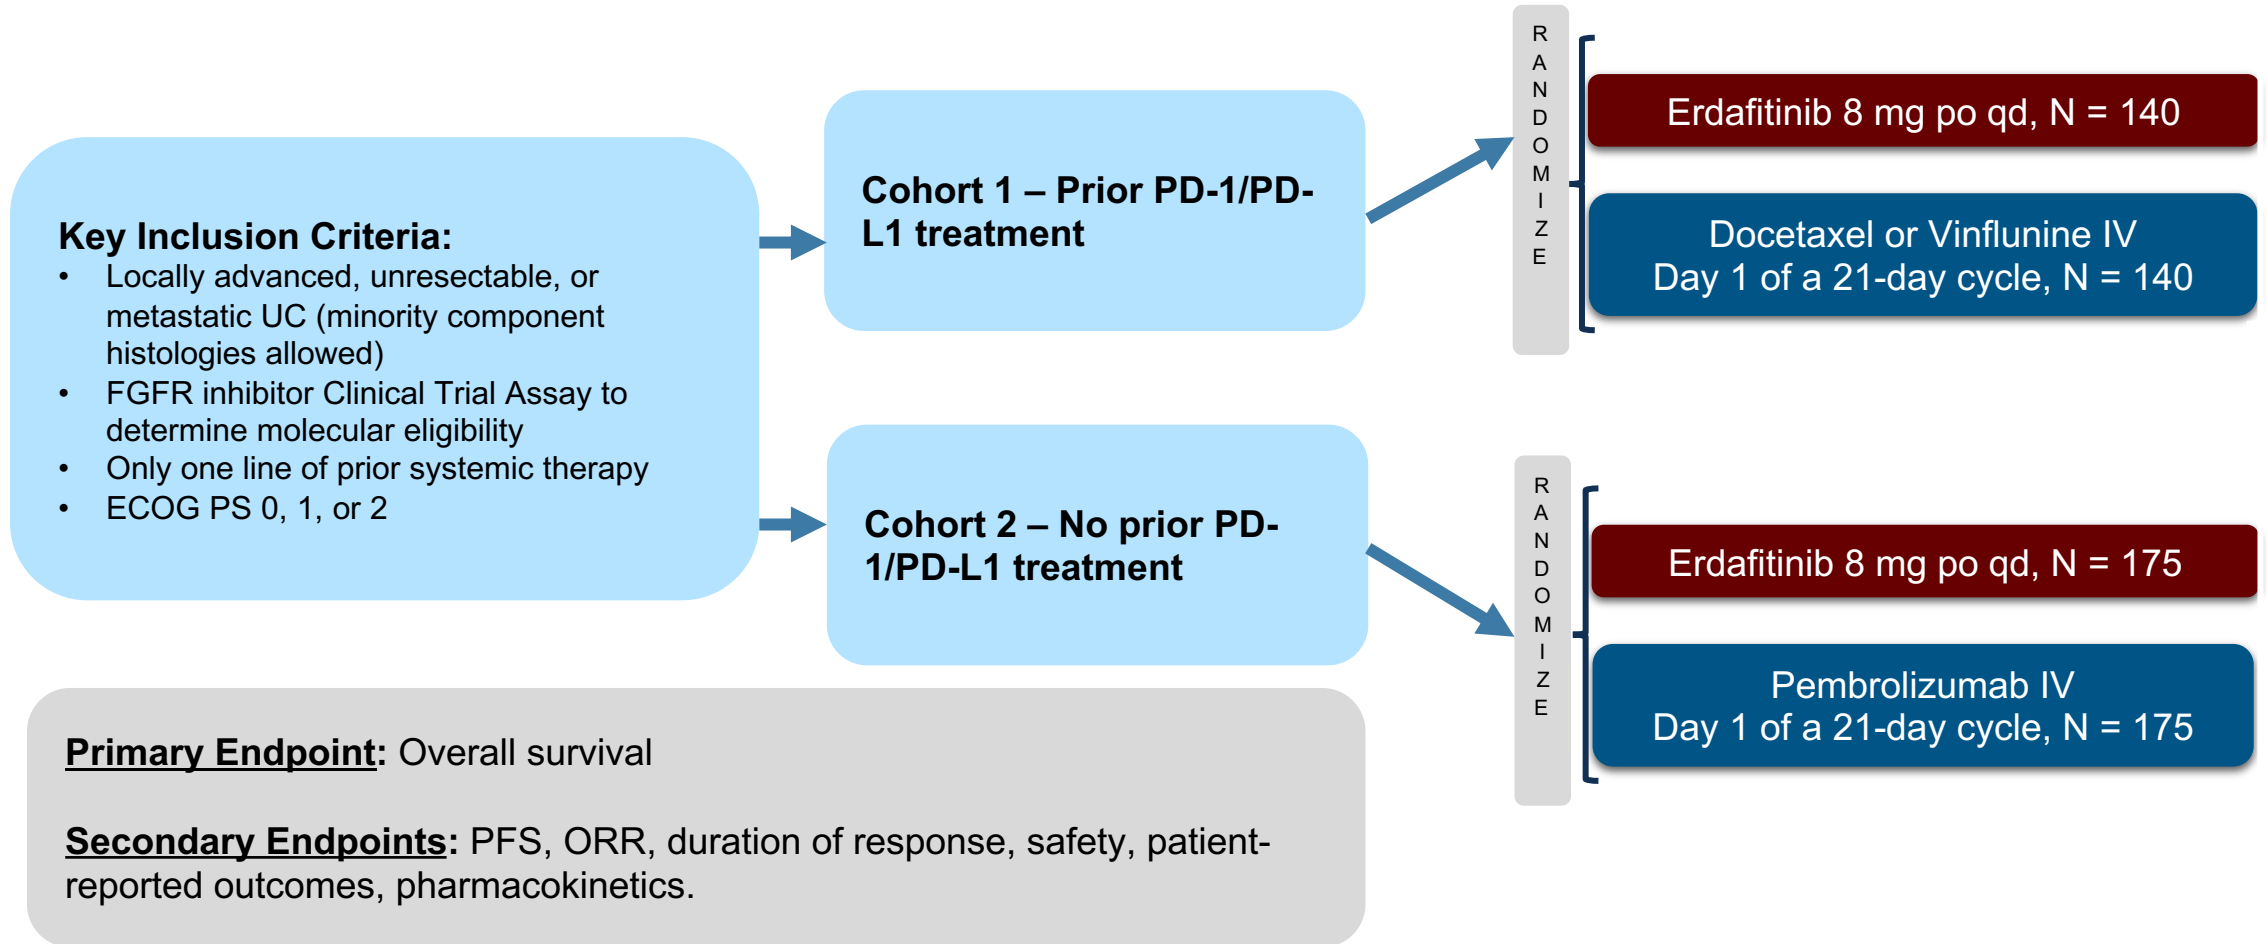 Key Inclusion Criteria:
• Locally advanced, unresectable, or
metastatic UC (minority component
histologies allowed)
• FGFR inhibitor Clinical Trial Assay to
determine molecular eligibility
• Only one line of prior systemic therapy
• ECOG PS 0, 1, or 2
Cohort 1 – Prior PD-1/PD-
L1 treatment
R
A
N
D
O
M
I
Z
E
Erdafitinib 8 mg po qd, N = 140
Docetaxel or Vinflunine IV
Day 1 of a 21-day cycle, N = 140
Cohort 2 – No prior PD-
1/PD-L1 treatment
R
A
N
D
O
M
I
Z
E
Erdafitinib 8 mg po qd, N = 175
Pembrolizumab IV
Day 1 of a 21-day cycle, N = 175
Primary Endpoint: Overall survival
Secondary Endpoints: PFS, ORR, duration of response, safety, patient-
reported outcomes, pharmacokinetics.